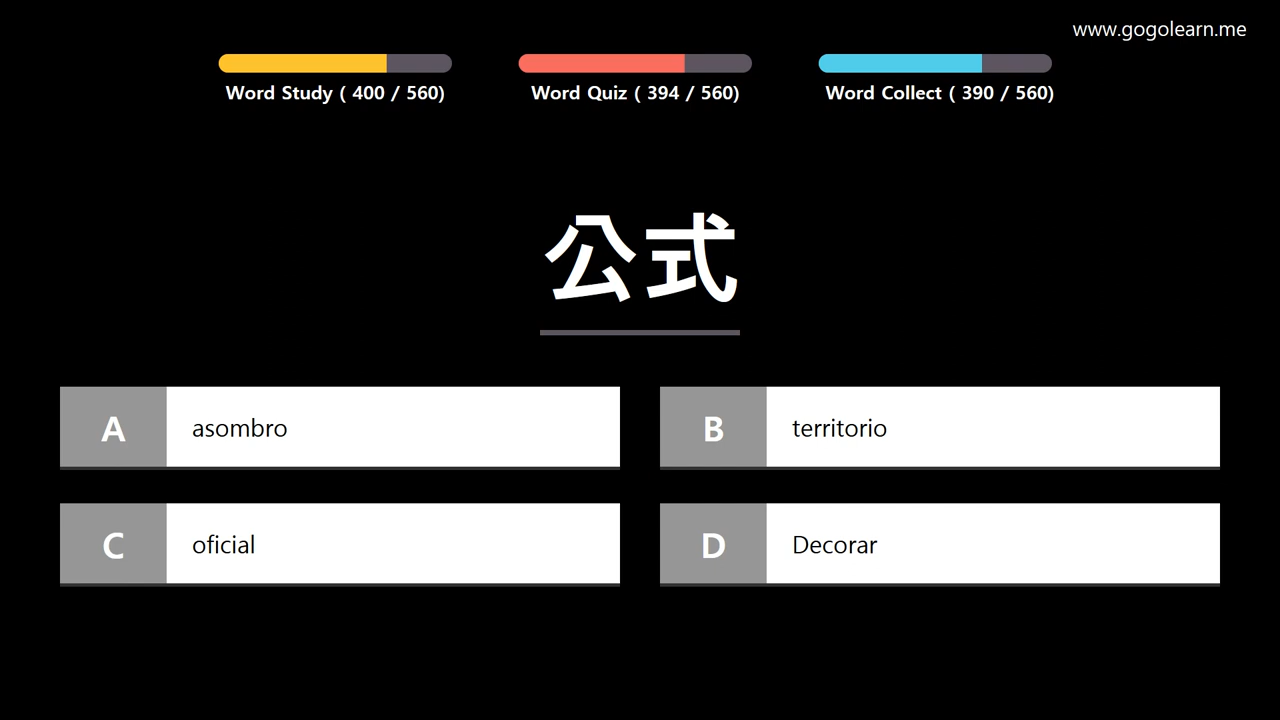 www.gogolearn.me
Word Study ( 400 / 560)
Word Quiz ( 394 / 560)
Word Collect ( 390 / 560)
公式
A asombro
B territorio
C oficial
D Decorar